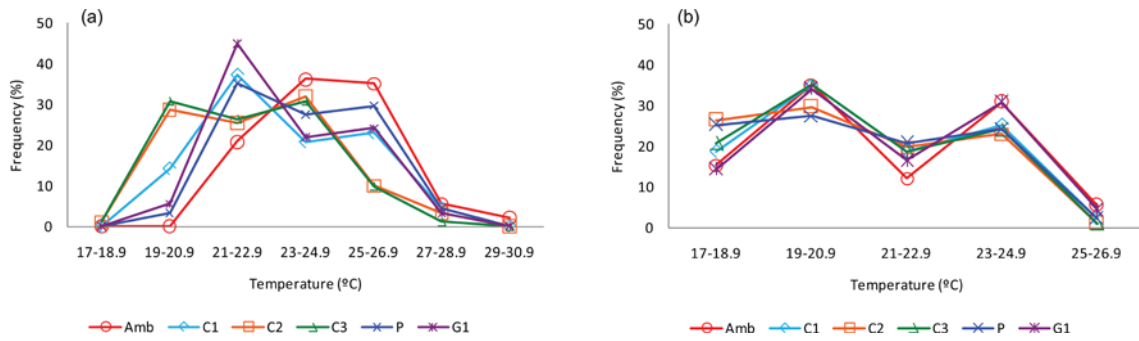 (a)
50
40
30
20
10
0
Frequency (%)
17-18.9 19-20.9 21-22.9 23-24.9 25-26.9 27-28.9 29-30.9
Temperature (ºC)
Amb C1 C2 C3 P G1
(b)
50
40
30
20
10
0
Frequency (%)
17-18.9 19-20.9 21-22.9 23-24.9 25-26.9
Temperature (ºC)
Amb C1 C2 C3 P G1